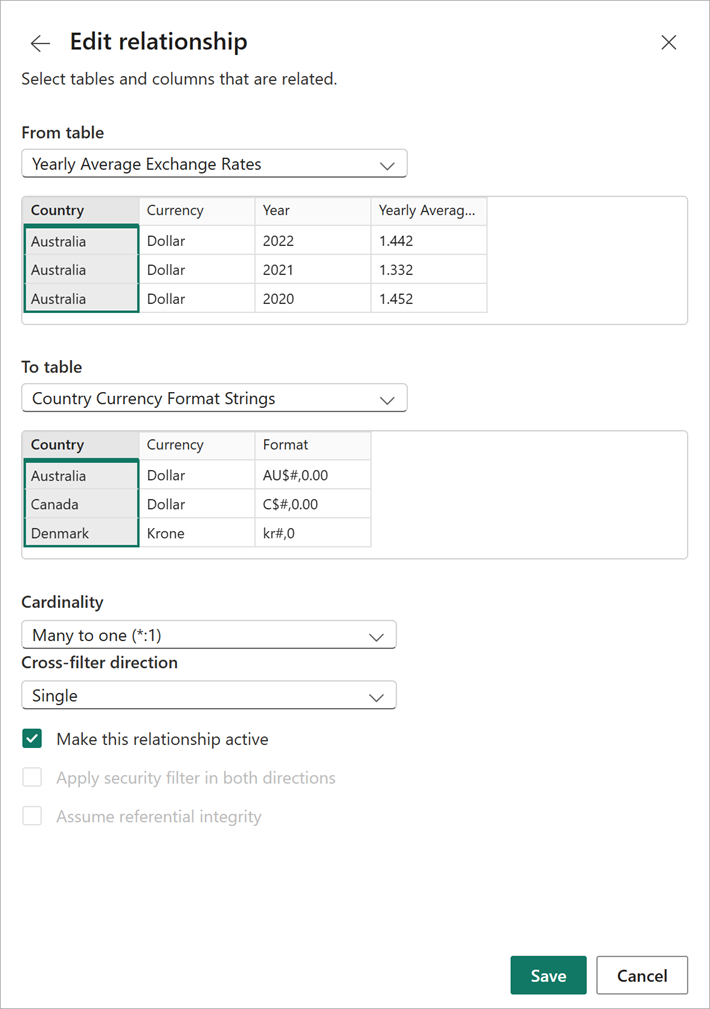 Edit relationship
Select tables and columns that are related.
From table
Yearly Average Exchange Rates
Country Currency Year Yearly Averag...
Australia Dollar 2022 1.442
Australia Dollar 2021 1.332
Australia Dollar 2020 1.452
To table
Country Currency Format Strings
Country Currency Format
Australia Dollar AU$#,0.00
Canada Dollar C$#,0.00
Denmark Krone kr#,0
Cardinality
Many to one (*:1)
Cross-filter direction
Single
Make this relationship active
Apply security filter in both directions
Assume referential integrity
Save Cancel